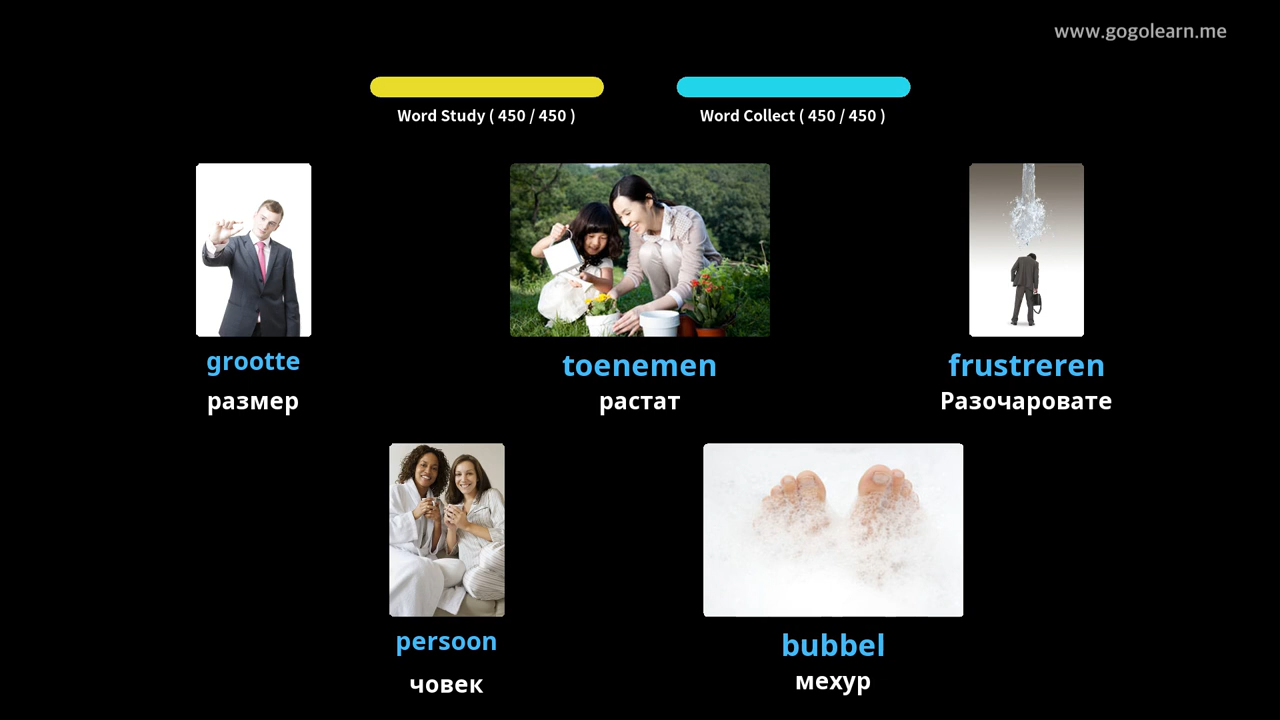 www.gogolearn.me
Word Study ( 450 / 450 )
Word Collect ( 450 / 450 )
grootte
toenemen
frustreren
размер
растат
Разочаровате
persoon
bubbel
човек
мехур